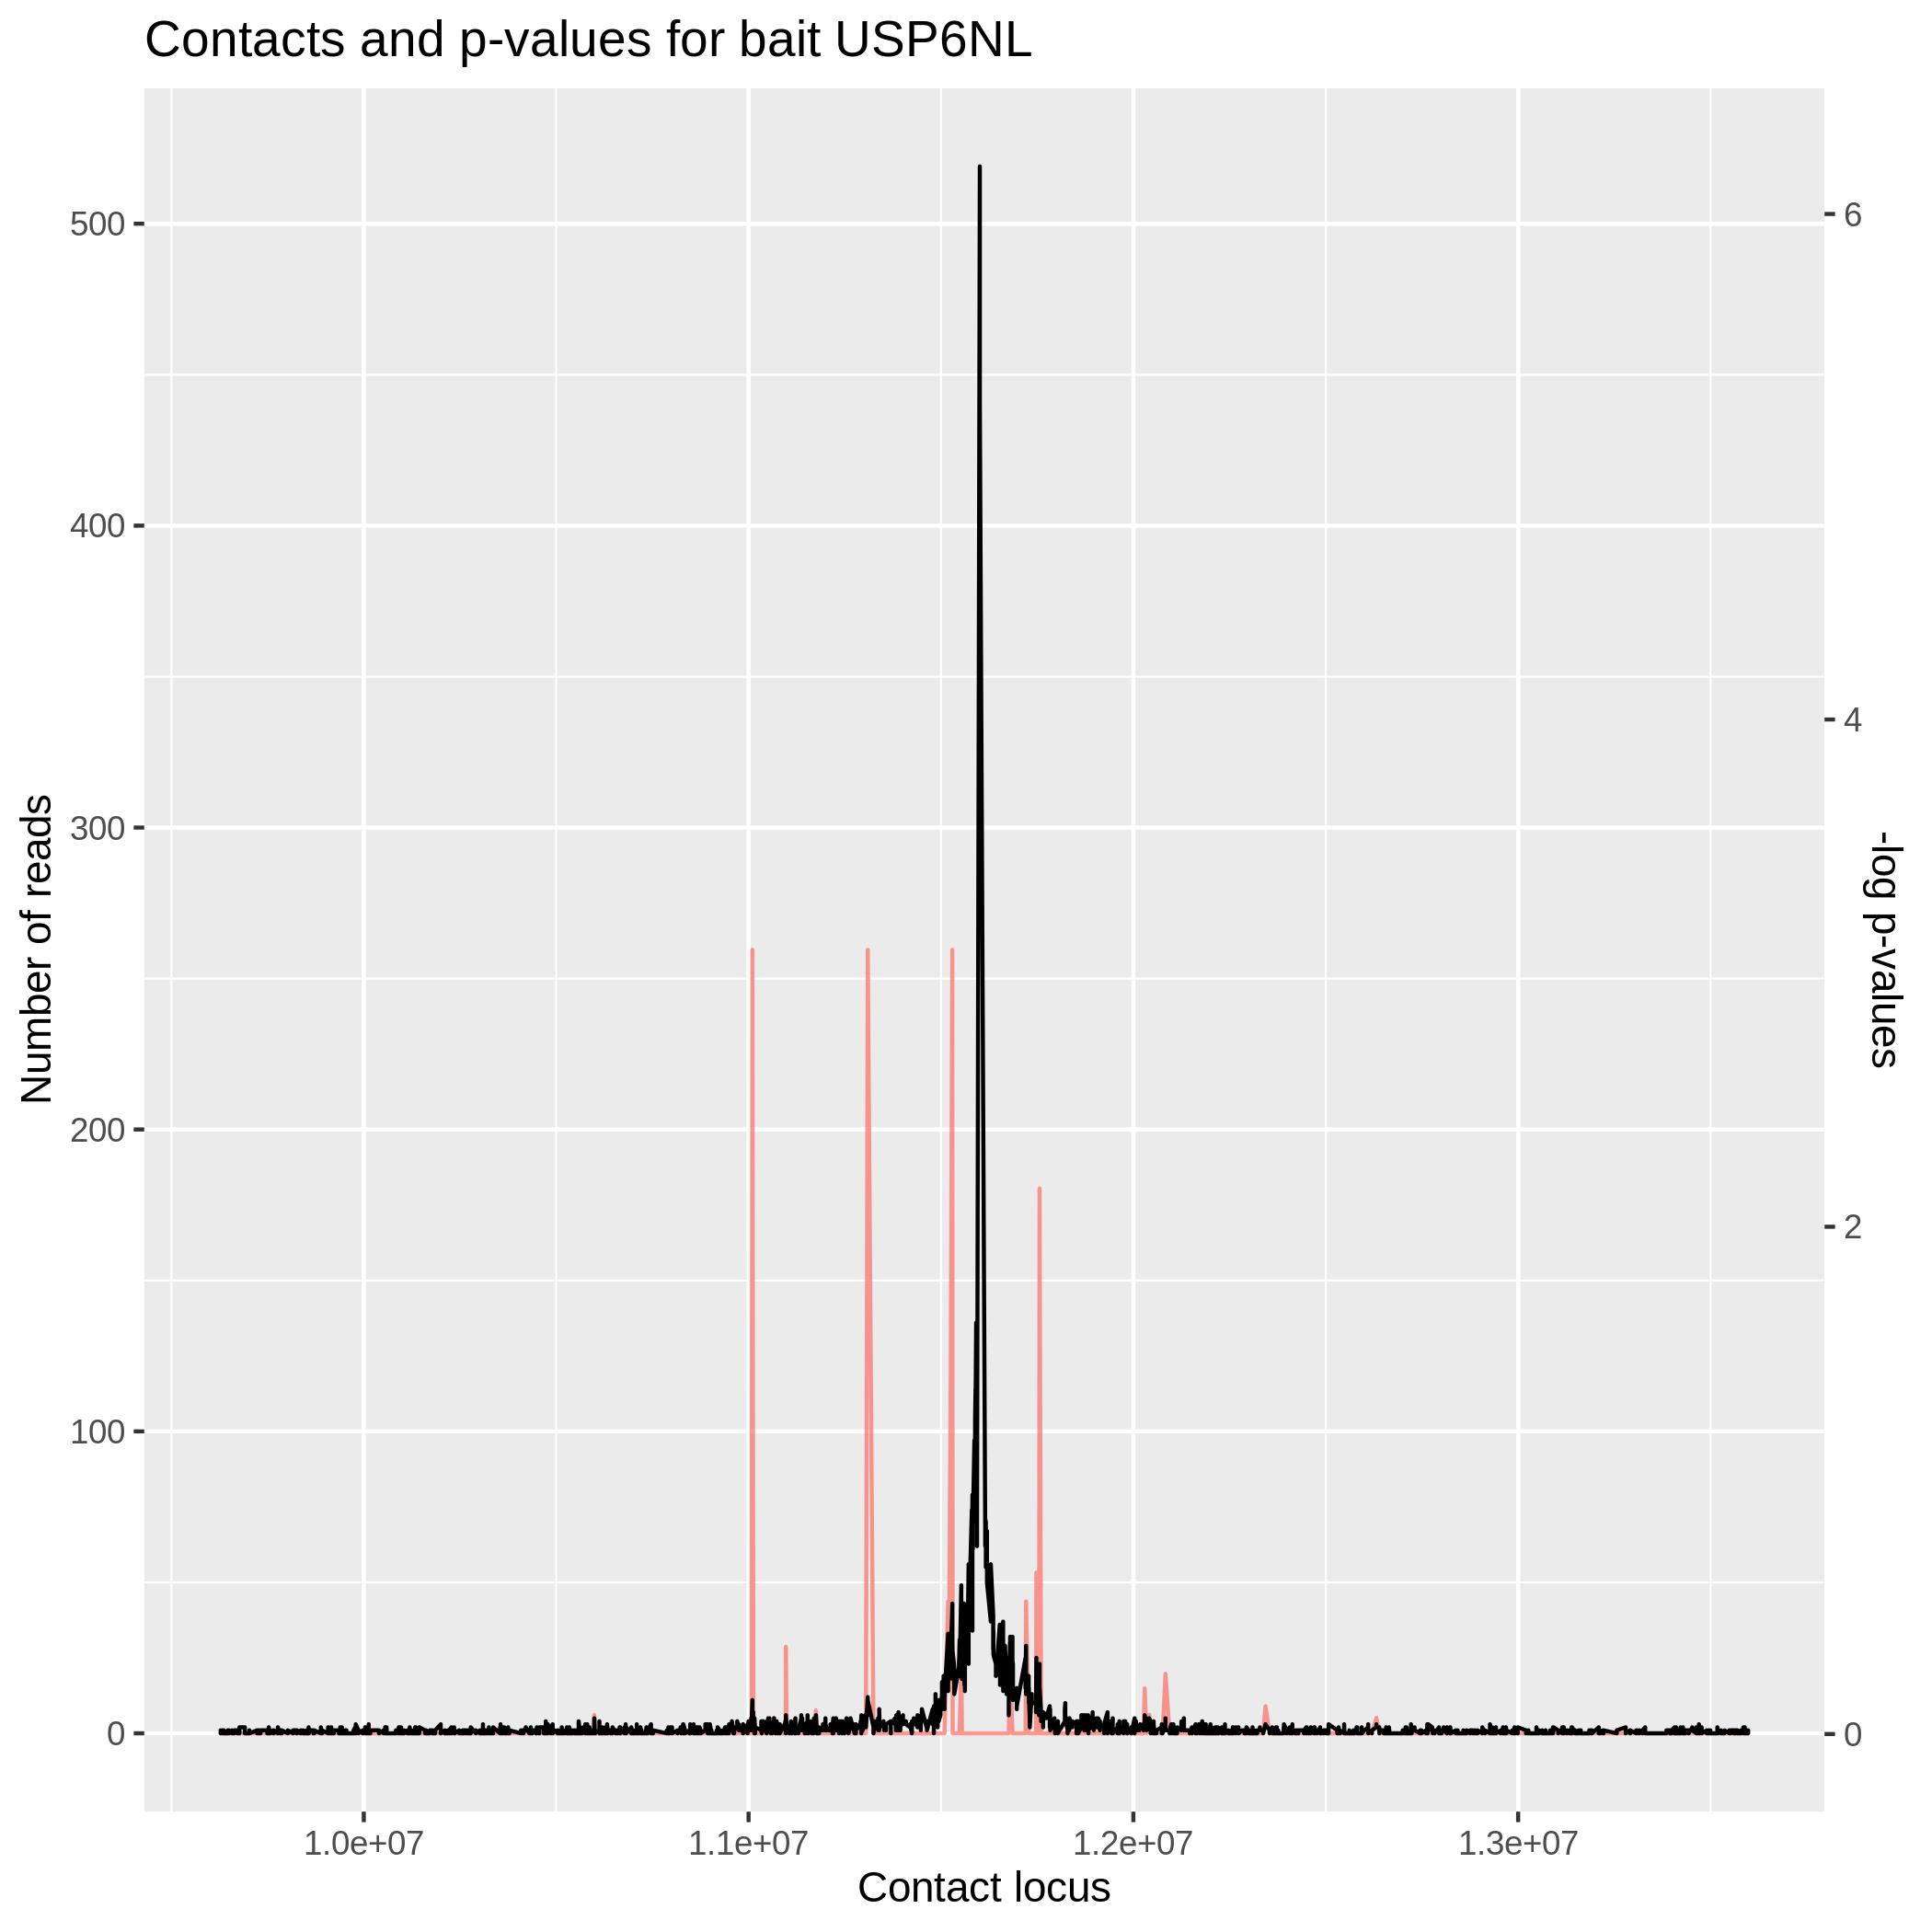 Contacts and p-values for bait USP6NL
500
400
300
200
100
0
Number of reads
6
4
2
0
-log p-values
1.0e+07
1.1e+07
1.2e+07
1.3e+07
Contact locus